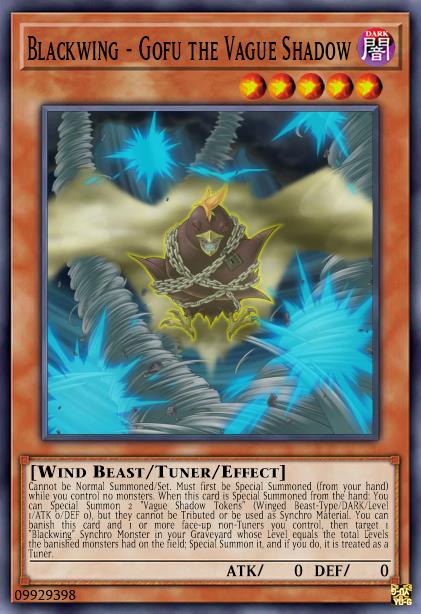 Blackwing - Gofu the Vague Shadow
DARK
闇
[Wind Beast/Tuner/Effect]
Cannot be Normal Summoned/Set. Must first be Special Summoned (from your hand)
while you control no monsters. When this card is Special Summoned from the hand: You
can Special Summon 2 "Vague Shadow Tokens" (Winged Beast-Type/DARK/Level
1/ATK 0/DEF 0), but they cannot be Tributed or be used as Synchro Material. You can
banish this card and 1 or more face-up non-Tuners you control, then target 1
"Blackwing" Synchro Monster in your Graveyard whose Level equals the total Levels
the banished monsters had on the field; Special Summon it, and if you do, it is treated as a
Tuner.
ATK/ 0 DEF/ 0
09929398